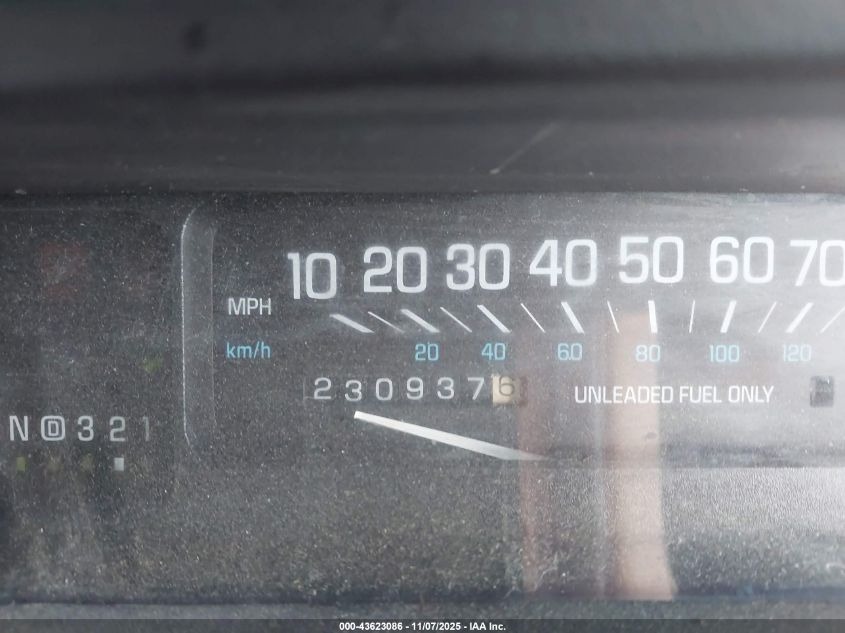 10 20 30 40 50 60 70
MPH
km/h 20 40 60 80 100 120
2309376 UNLEADED FUEL ONLY
N D 3 2 1
000-43623086 - 11/07/2025 - IAA Inc.